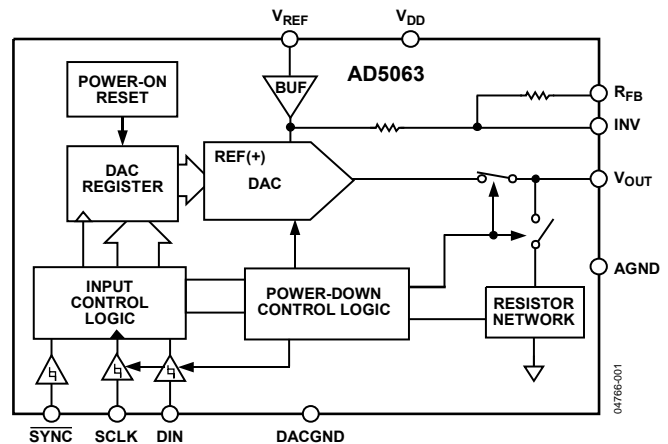 VREF
VDD
AD5063
BUF
POWER-ON
RESET
RFB
INV
REF(+)
DAC
DAC
REGISTER
VOUT
AGND
INPUT
CONTROL
LOGIC
POWER-DOWN
CONTROL LOGIC
RESISTOR
NETWORK
SYNC
SCLK
DIN
DACGND
04766-001